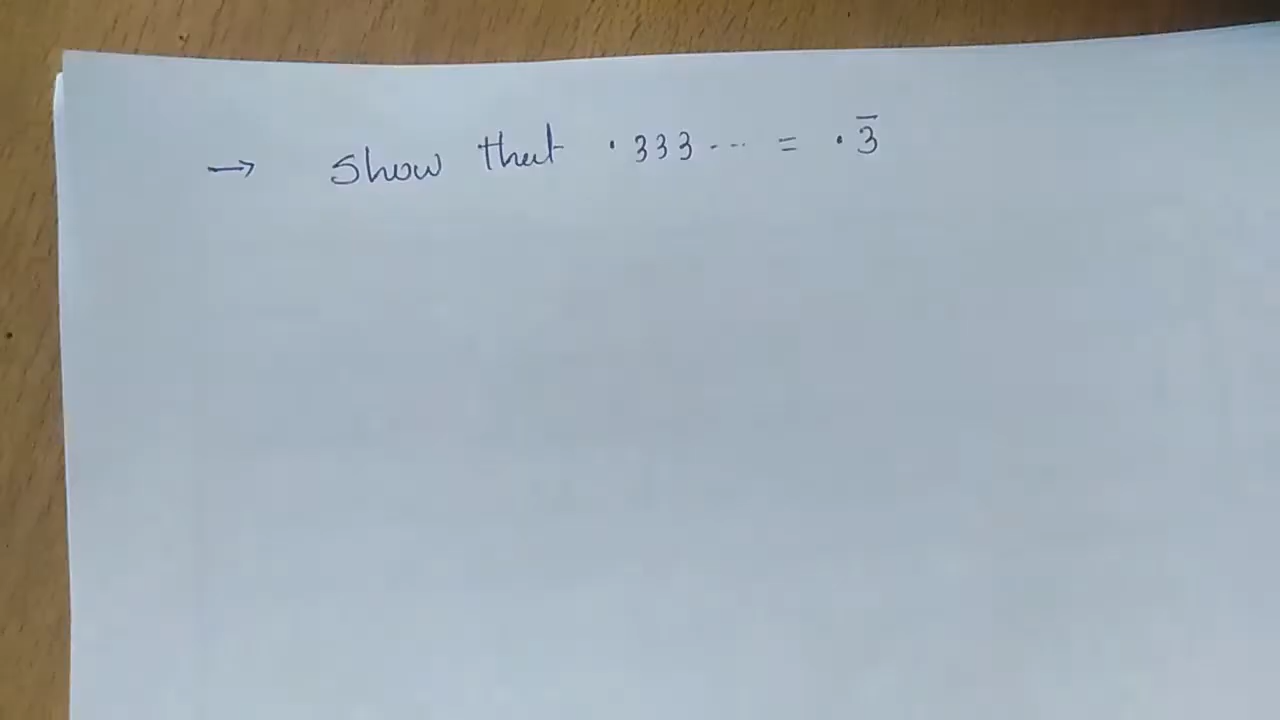 → Show that .333... = .3̅